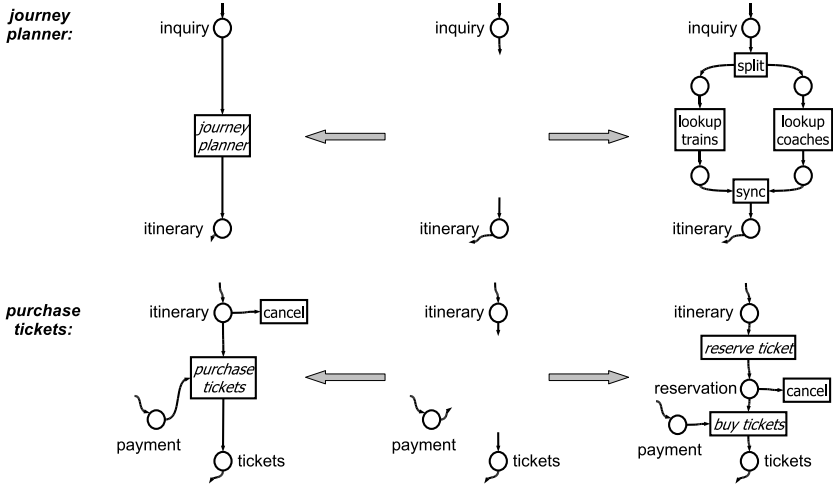 journey
planner:
inquiry
journey
planner
itinerary
inquiry
itinerary
inquiry
split
lookup
trains
lookup
coaches
sync
itinerary
purchase
tickets:
itinerary
cancel
purchase
tickets
payment
tickets
itinerary
payment
tickets
itinerary
reserve ticket
reservation
cancel
buy tickets
payment
tickets